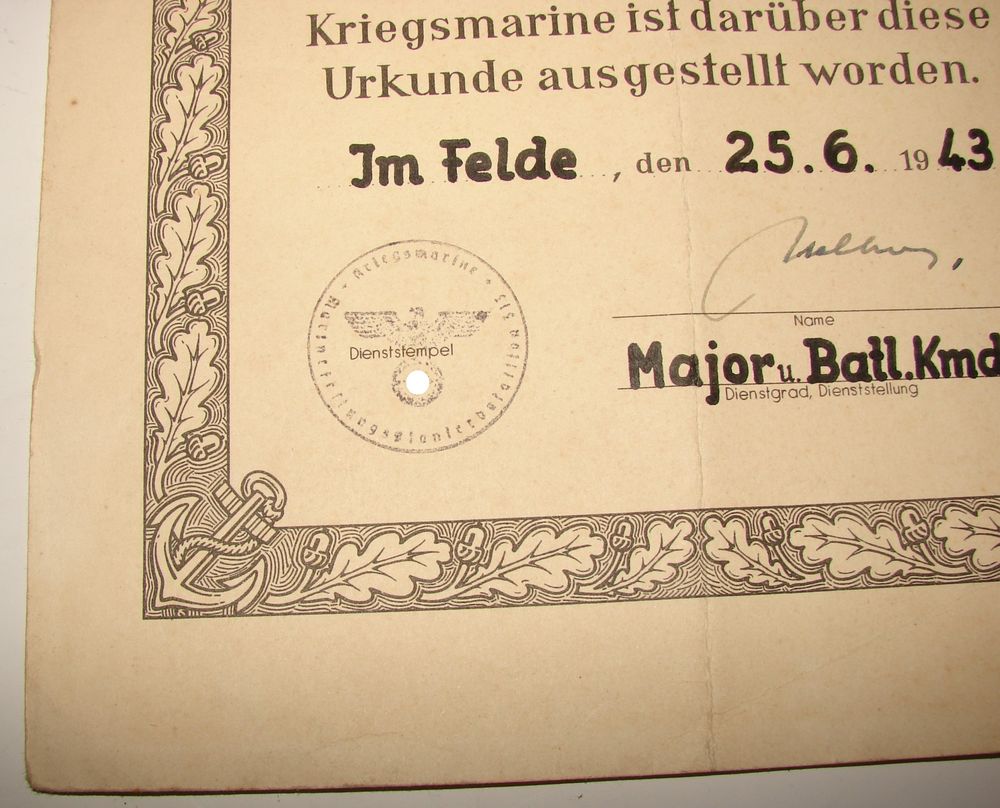 Kriegsmarine ist darüber diese
Urkunde ausgestellt worden.
Im Felde, den 25.6. 1943
Kriegsmarine
Marinefestungspionierbataillon
Dienststempel
Name
Major u. Batl. Kmd
Dienstgrad, Dienststellung